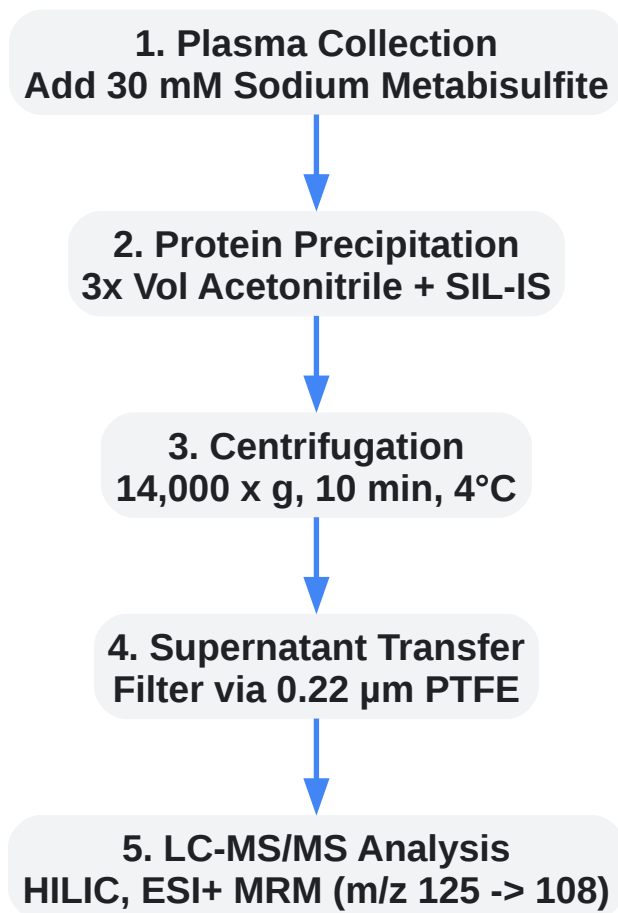 1. Plasma Collection
Add 30 mM Sodium Metabisulfite
2. Protein Precipitation
3x Vol Acetonitrile + SIL-IS
3. Centrifugation
14,000 x g, 10 min, 4°C
4. Supernatant Transfer
Filter via 0.22 µm PTFE
5. LC-MS/MS Analysis
HILIC, ESI+ MRM (m/z 125 -> 108)